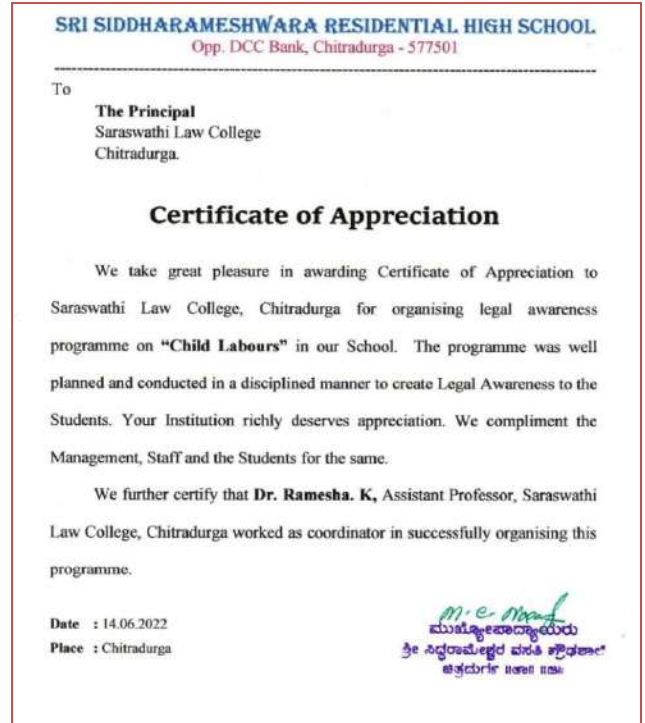 SRI SIDDHARAMESHWARA RESIDENTIAL HIGH SCHOOL
Opp. DCC Bank, Chitradurga - 577501
To
The Principal
Saraswathi Law College
Chitradurga.
Certificate of Appreciation
We take great pleasure in awarding Certificate of Appreciation to
Saraswathi Law College, Chitradurga for organising legal awareness
programme on “Child Labours” in our School. The programme was well
planned and conducted in a disciplined manner to create Legal Awareness to the
Students. Your Institution richly deserves appreciation. We compliment the
Management, Staff and the Students for the same.
We further certify that Dr. Ramesha. K, Assistant Professor, Saraswathi
Law College, Chitradurga worked as coordinator in successfully organising this
programme.
Date : 14.06.2022
Place : Chitradurga
ಮುಖ್ಯೋಪಾಧ್ಯಾಯರು
ಶ್ರೀ ಸಿದ್ಧರಾಮೇಶ್ವರ ವಸತಿ ಪ್ರೌಢಶಾಲೆ
ಚಿತ್ರದುರ್ಗ